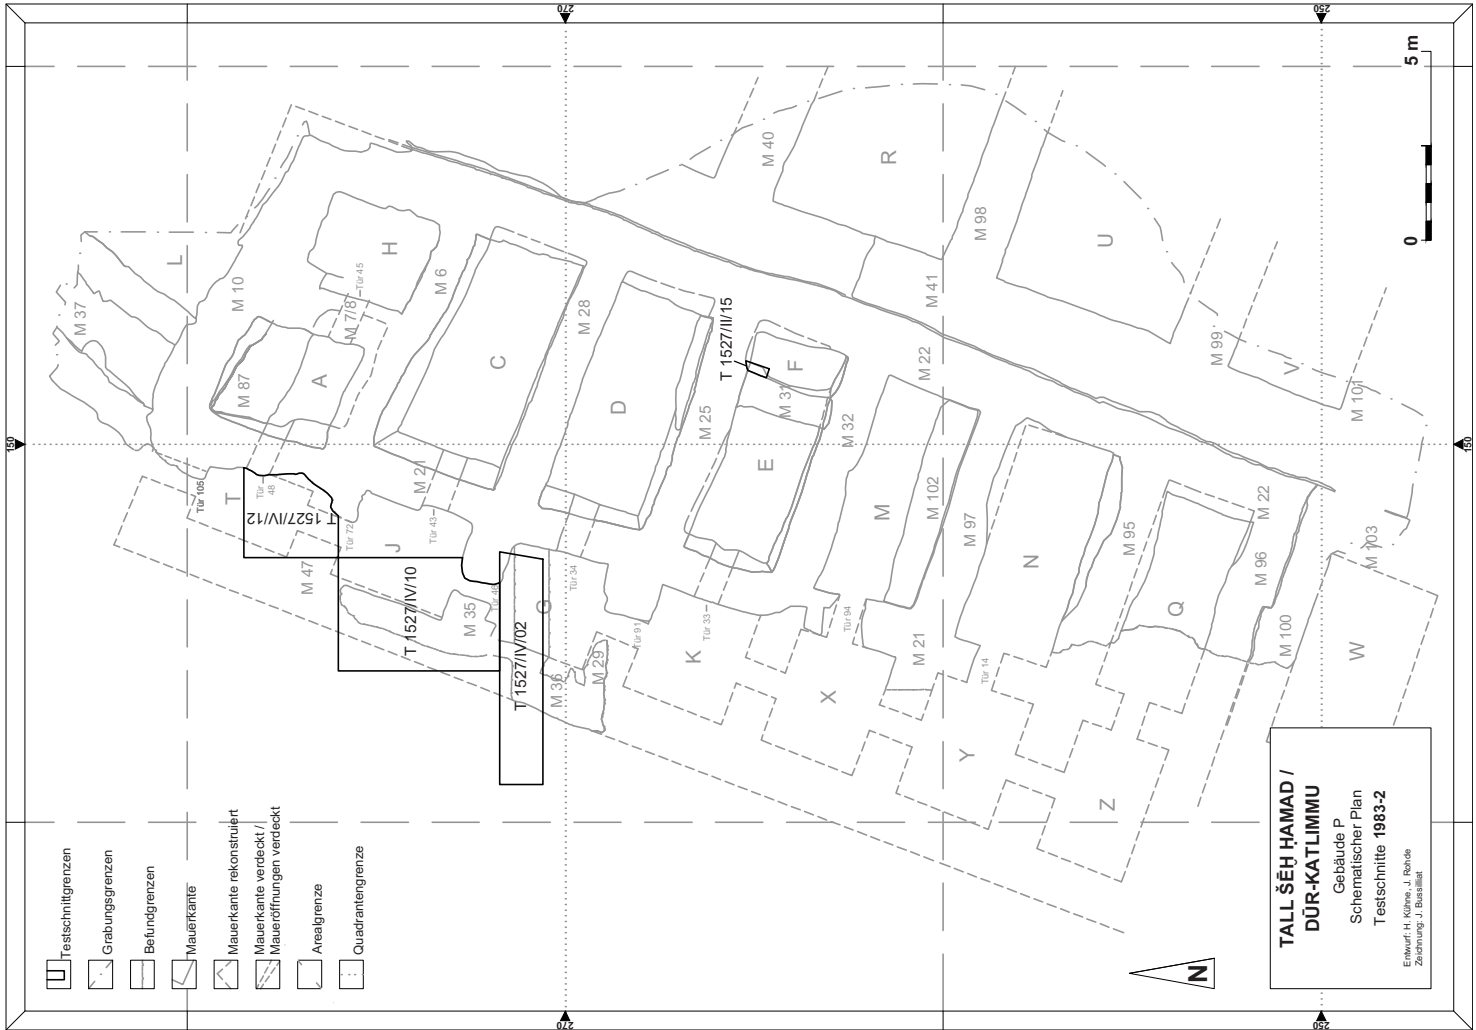 Testschnittgrenzen
Grabungsgrenzen
Befundgrenzen
Mauerkante
Mauerkante rekonstruiert
Mauerkante verdeckt /
Maueröffnungen verdeckt
Arealgrenze
Quadrantengrenze
270
250
150
150
270
250
0
5 m
N
L
M 37
M 10
M 87
A
M 7/8
Tür 45
H
M 6
C
M 28
D
M 25
T 1527/II/15
F
M 31
E
M 32
M 22
M
M 102
M 97
N
M 95
M 22
M 96
Q
M 100
M 103
W
M 40
R
M 98
M 41
U
M 99
V
M 101
Tür 105
T
Tür 48
T 1527/IV/12
Tür 72
J
M 21
Tür 43
M 47
T 1527/IV/10
M 35
Tür 46
T 1527/IV/02
G
Tür 34
M 36
M 29
Tür 91
K
Tür 33
X
Tür 94
M 21
Tür 14
Y
Z
TALL ŠĒḪ ḤAMAD /
DŪR-KATLIMMU
Gebäude P
Schematischer Plan
Testschnitte 1983-2
Entwurf: H. Kühne, J. Rohde
Zeichnung: J. Bussiliat